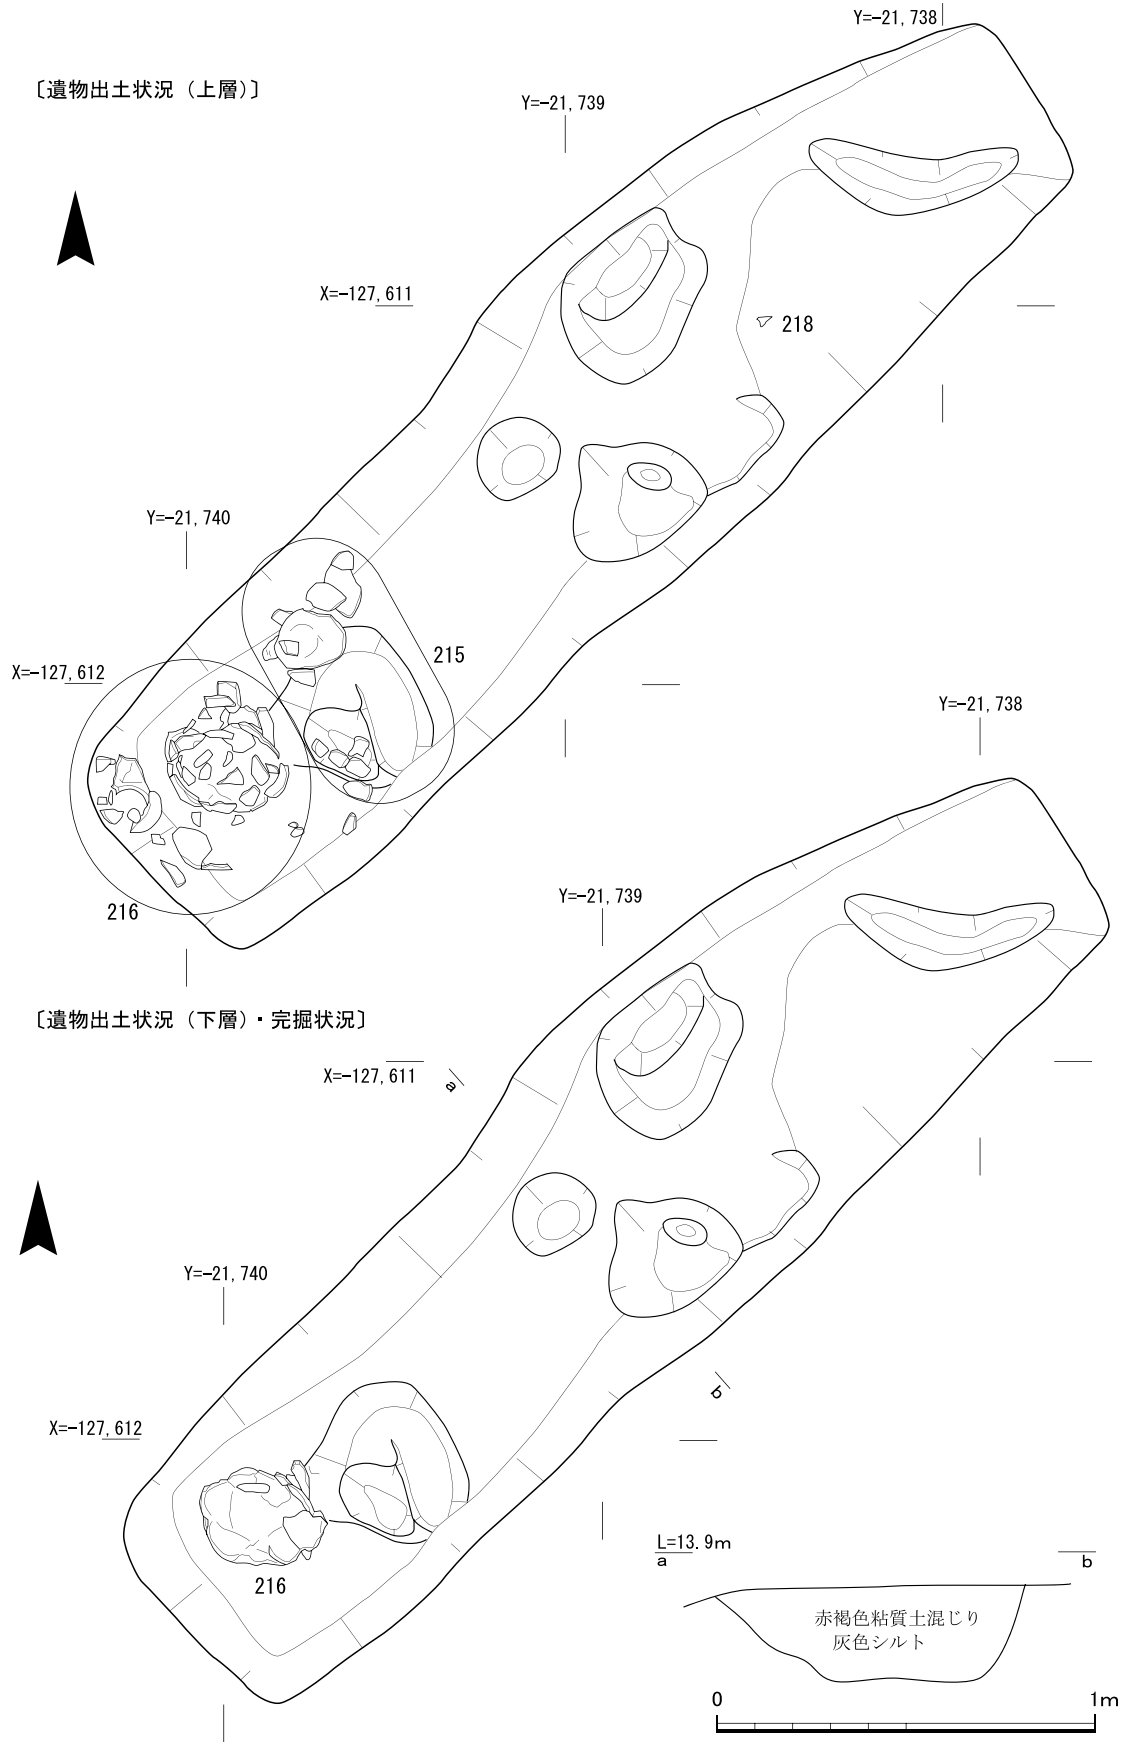 Y=-21,738
〔遺物出土状況（上層）〕
Y=-21,739
X=-127,611
218
Y=-21,740
215
X=-127,612
216
Y=-21,738
Y=-21,739
〔遺物出土状況（下層）・完掘状況〕
X=-127,611
a
Y=-21,740
b
X=-127,612
216
L=13.9m
a
b
赤褐色粘質土混じり
灰色シルト
0
1m